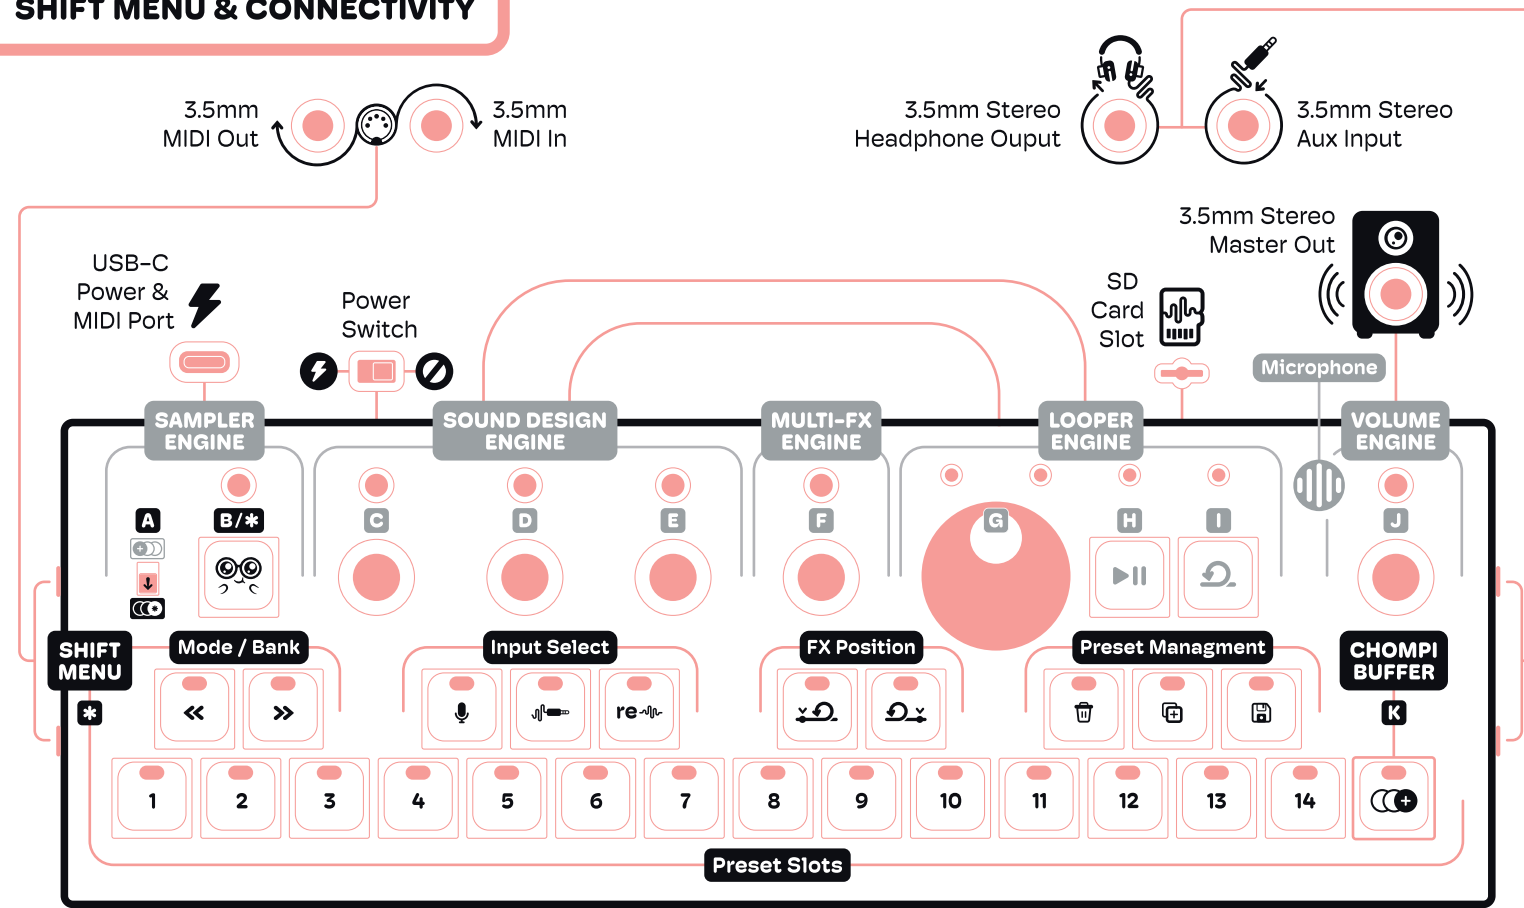 SHIFT MENU & CONNECTIVITY
3.5mm
MIDI Out
3.5mm
MIDI In
3.5mm Stereo
Headphone Ouput
3.5mm Stereo
Aux Input
3.5mm Stereo
Master Out
USB-C
Power &
MIDI Port
Power
Switch
SD
Card
Slot
Microphone
SAMPLER
ENGINE
SOUND DESIGN
ENGINE
MULTI-FX
ENGINE
LOOPER
ENGINE
VOLUME
ENGINE
A
B/*
C
D
E
F
G
H
I
J
SHIFT
MENU
*
Mode / Bank
Input Select
FX Position
Preset Managment
CHOMPI
BUFFER
K
re
1
2
3
4
5
6
7
8
9
10
11
12
13
14
Preset Slots